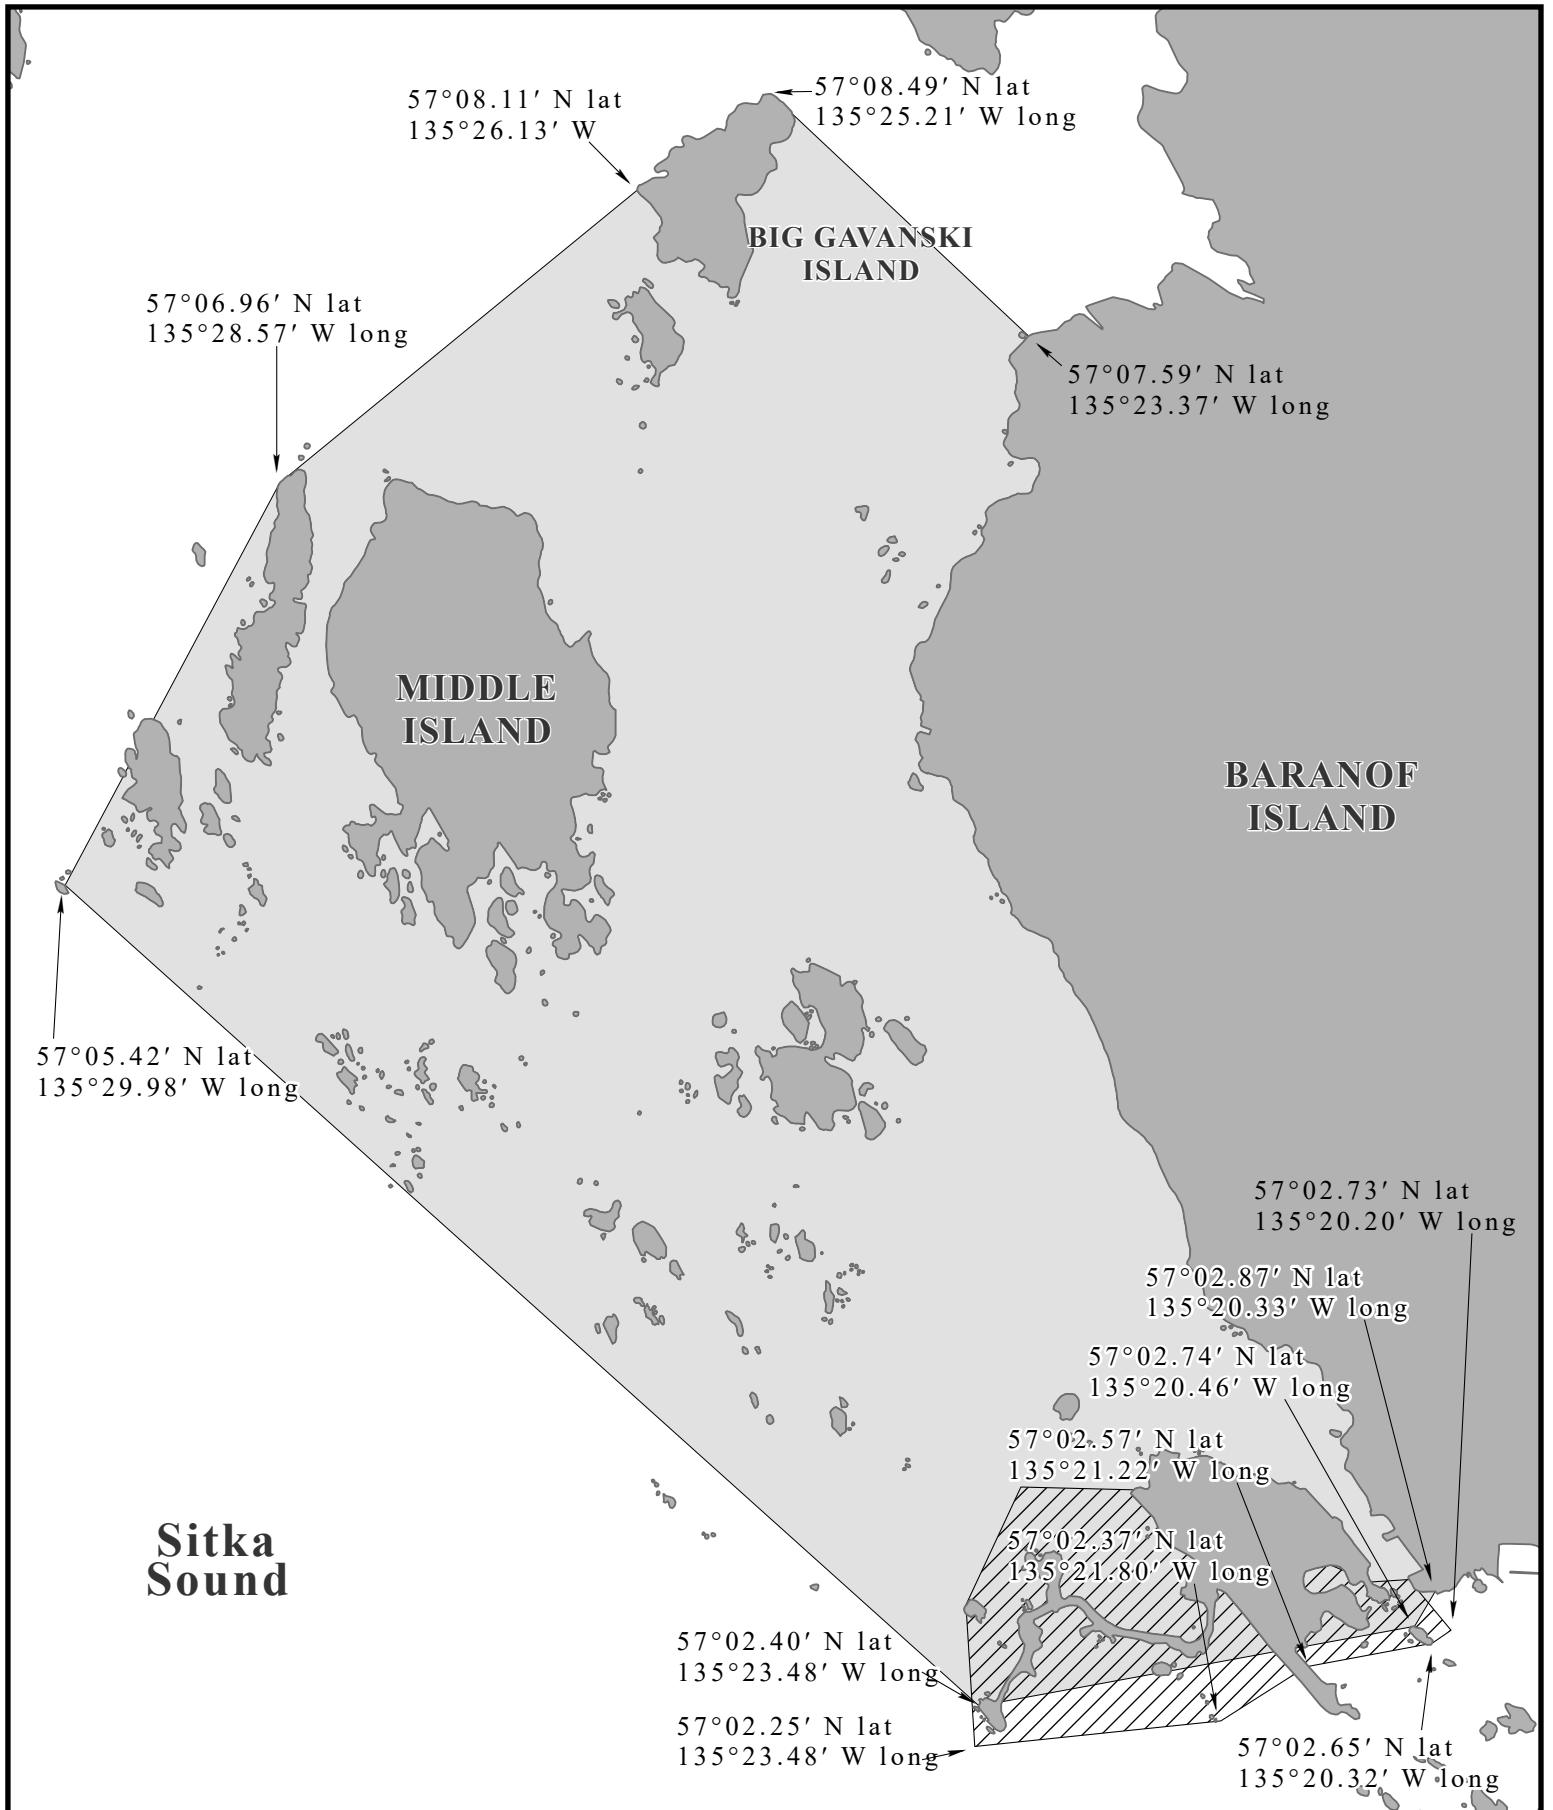 57°08.11′ N lat
135°26.13′ W
57°08.49′ N lat
135°25.21′ W long
BIG GAVANSKI
ISLAND
57°06.96′ N lat
135°28.57′ W long
57°07.59′ N lat
135°23.37′ W long
MIDDLE
ISLAND
BARANOF
ISLAND
57°05.42′ N lat
135°29.98′ W long
57°02.73′ N lat
135°20.20′ W long
57°02.87′ N lat
135°20.33′ W long
57°02.74′ N lat
135°20.46′ W long
57°02.57′ N lat
135°21.22′ W long
57°02.37′ N lat
135°21.80′ W long
Sitka
Sound
57°02.40′ N lat
135°23.48′ W long
57°02.25′ N lat
135°23.48′ W long
57°02.65′ N lat
135°20.32′ W long